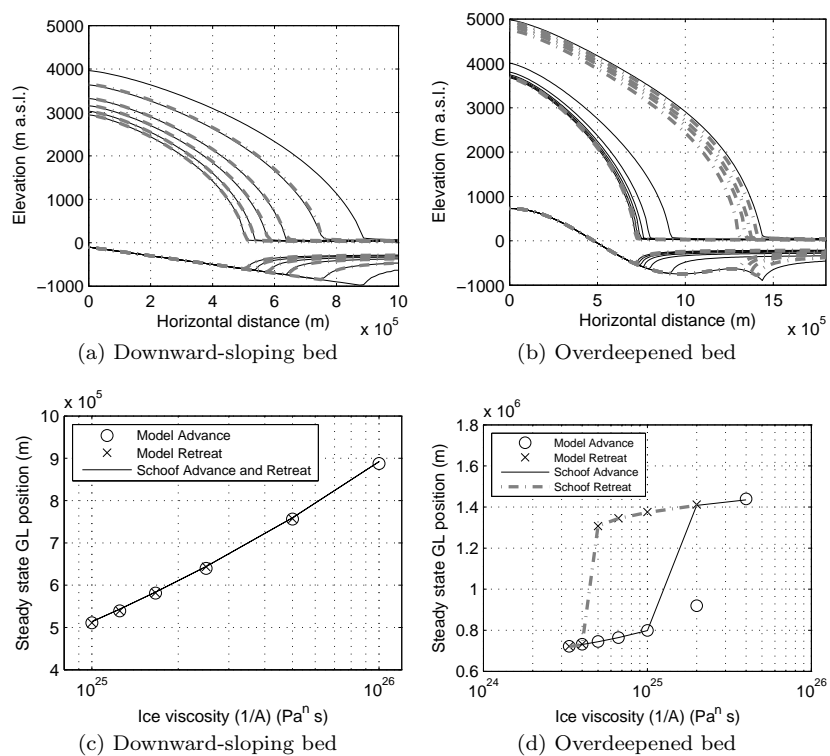 5000
4000
3000
2000
1000
0
−1000
Elevation (m a.s.l.)
0 2 4 6 8 10
x 10^5
Horizontal distance (m)
(a) Downward-sloping bed
5000
4000
3000
2000
1000
0
−1000
Elevation (m a.s.l.)
0 5 10 15
x 10^5
Horizontal distance (m)
(b) Overdeepened bed
x 10^5
10
9
8
7
6
5
4
Steady state GL position (m)
Model Advance
Model Retreat
Schoof Advance and Retreat
10^25 10^26
Ice viscosity (1/A) (Pa^n s)
(c) Downward-sloping bed
x 10^6
1.8
1.6
1.4
1.2
1
0.8
0.6
Steady state GL position (m)
Model Advance
Model Retreat
Schoof Advance
Schoof Retreat
10^24 10^25 10^26
Ice viscosity (1/A) (Pa^n s)
(d) Overdeepened bed